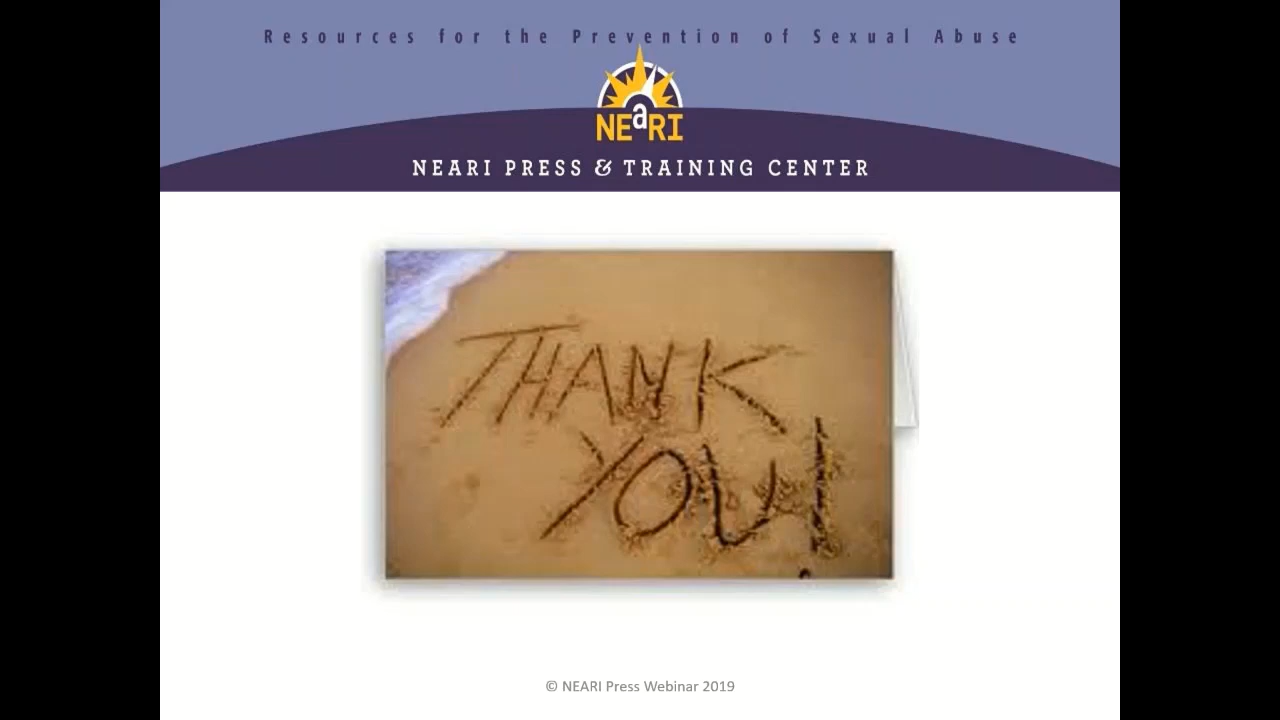 Resources for the Prevention of Sexual Abuse
NEaRI
NEARI PRESS & TRAINING CENTER
THANK
YOU!
© NEARI Press Webinar 2019